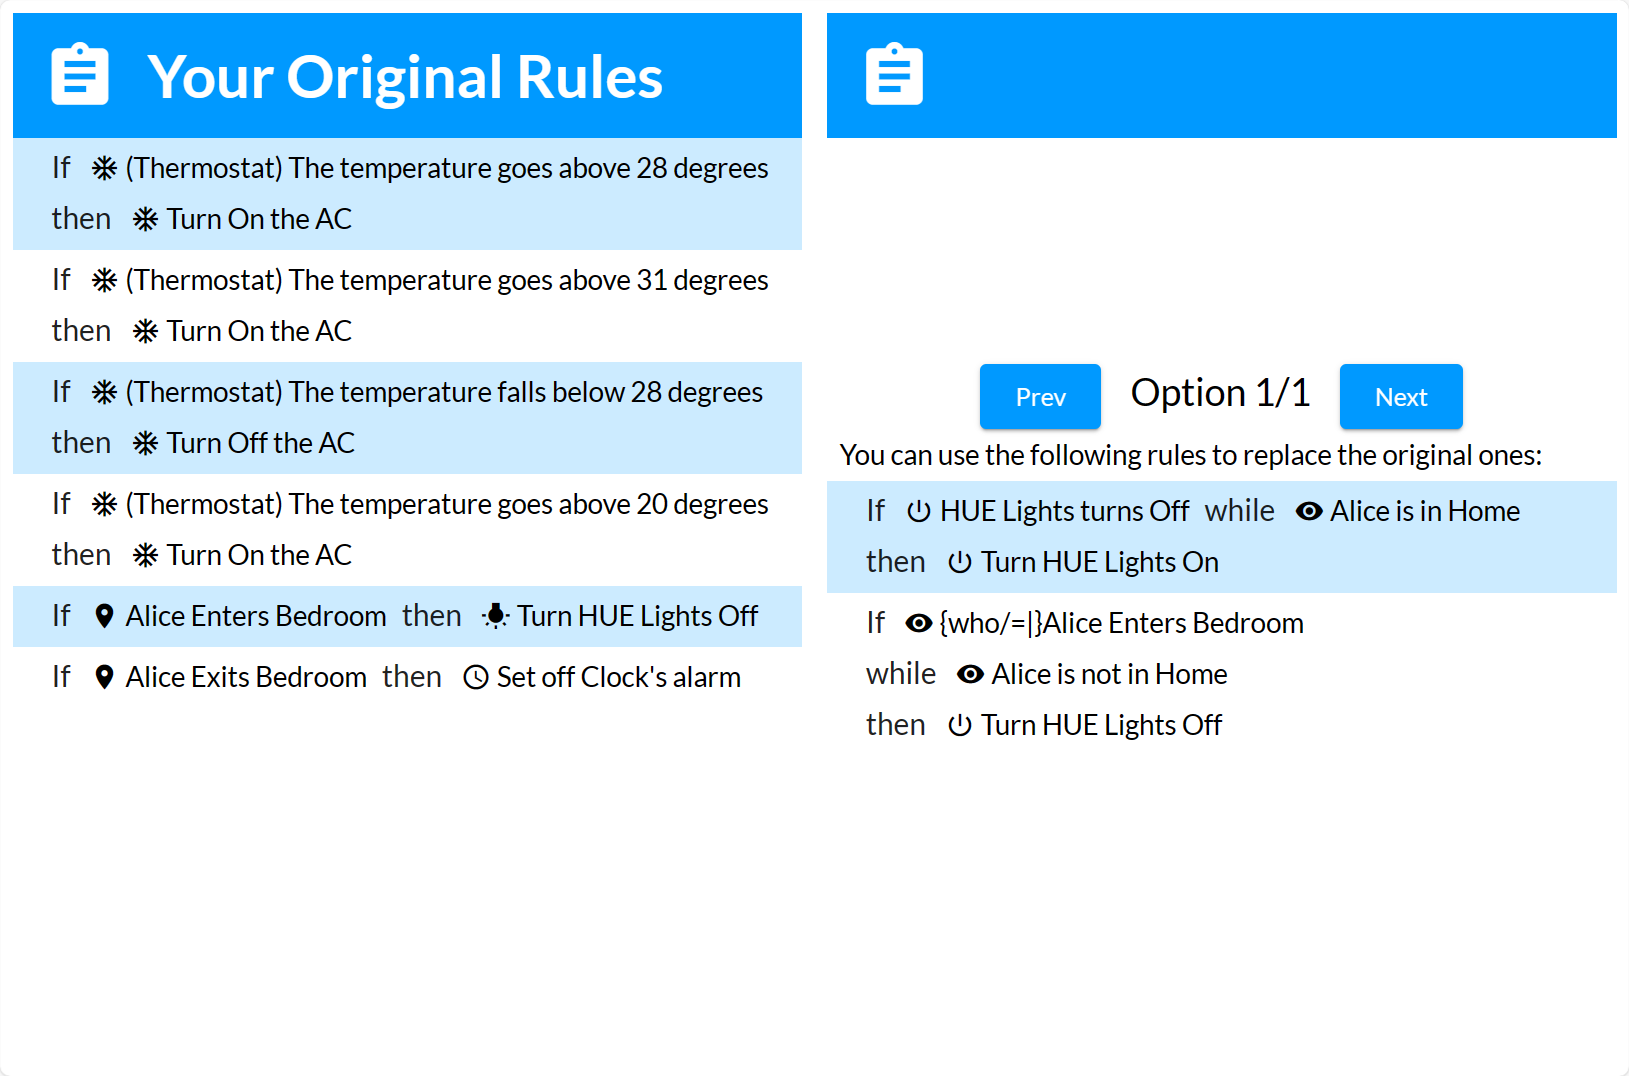 Your Original Rules
If (Thermostat) The temperature goes above 28 degrees
then Turn On the AC
If (Thermostat) The temperature goes above 31 degrees
then Turn On the AC
If (Thermostat) The temperature falls below 28 degrees
then Turn Off the AC
If (Thermostat) The temperature goes above 20 degrees
then Turn On the AC
If Alice Enters Bedroom then Turn HUE Lights Off
If Alice Exits Bedroom then Set off Clock's alarm
Prev Option 1/1 Next
You can use the following rules to replace the original ones:
If HUE Lights turns Off while Alice is in Home
then Turn HUE Lights On
If {who/=|}Alice Enters Bedroom
while Alice is not in Home
then Turn HUE Lights Off